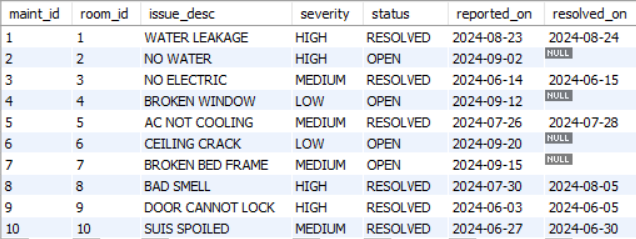 maint_id room_id issue_desc severity status reported_on resolved_on
1 1 WATER LEAKAGE HIGH RESOLVED 2024-08-23 2024-08-24
2 2 NO WATER HIGH OPEN 2024-09-02 NULL
3 3 NO ELECTRIC MEDIUM RESOLVED 2024-06-14 2024-06-15
4 4 BROKEN WINDOW LOW OPEN 2024-09-12 NULL
5 5 AC NOT COOLING MEDIUM RESOLVED 2024-07-26 2024-07-28
6 6 CEILING CRACK LOW OPEN 2024-09-20 NULL
7 7 BROKEN BED FRAME MEDIUM OPEN 2024-09-15 NULL
8 8 BAD SMELL HIGH RESOLVED 2024-07-30 2024-08-05
9 9 DOOR CANNOT LOCK HIGH RESOLVED 2024-06-03 2024-06-05
10 10 SUIS SPOILED MEDIUM RESOLVED 2024-06-27 2024-06-30